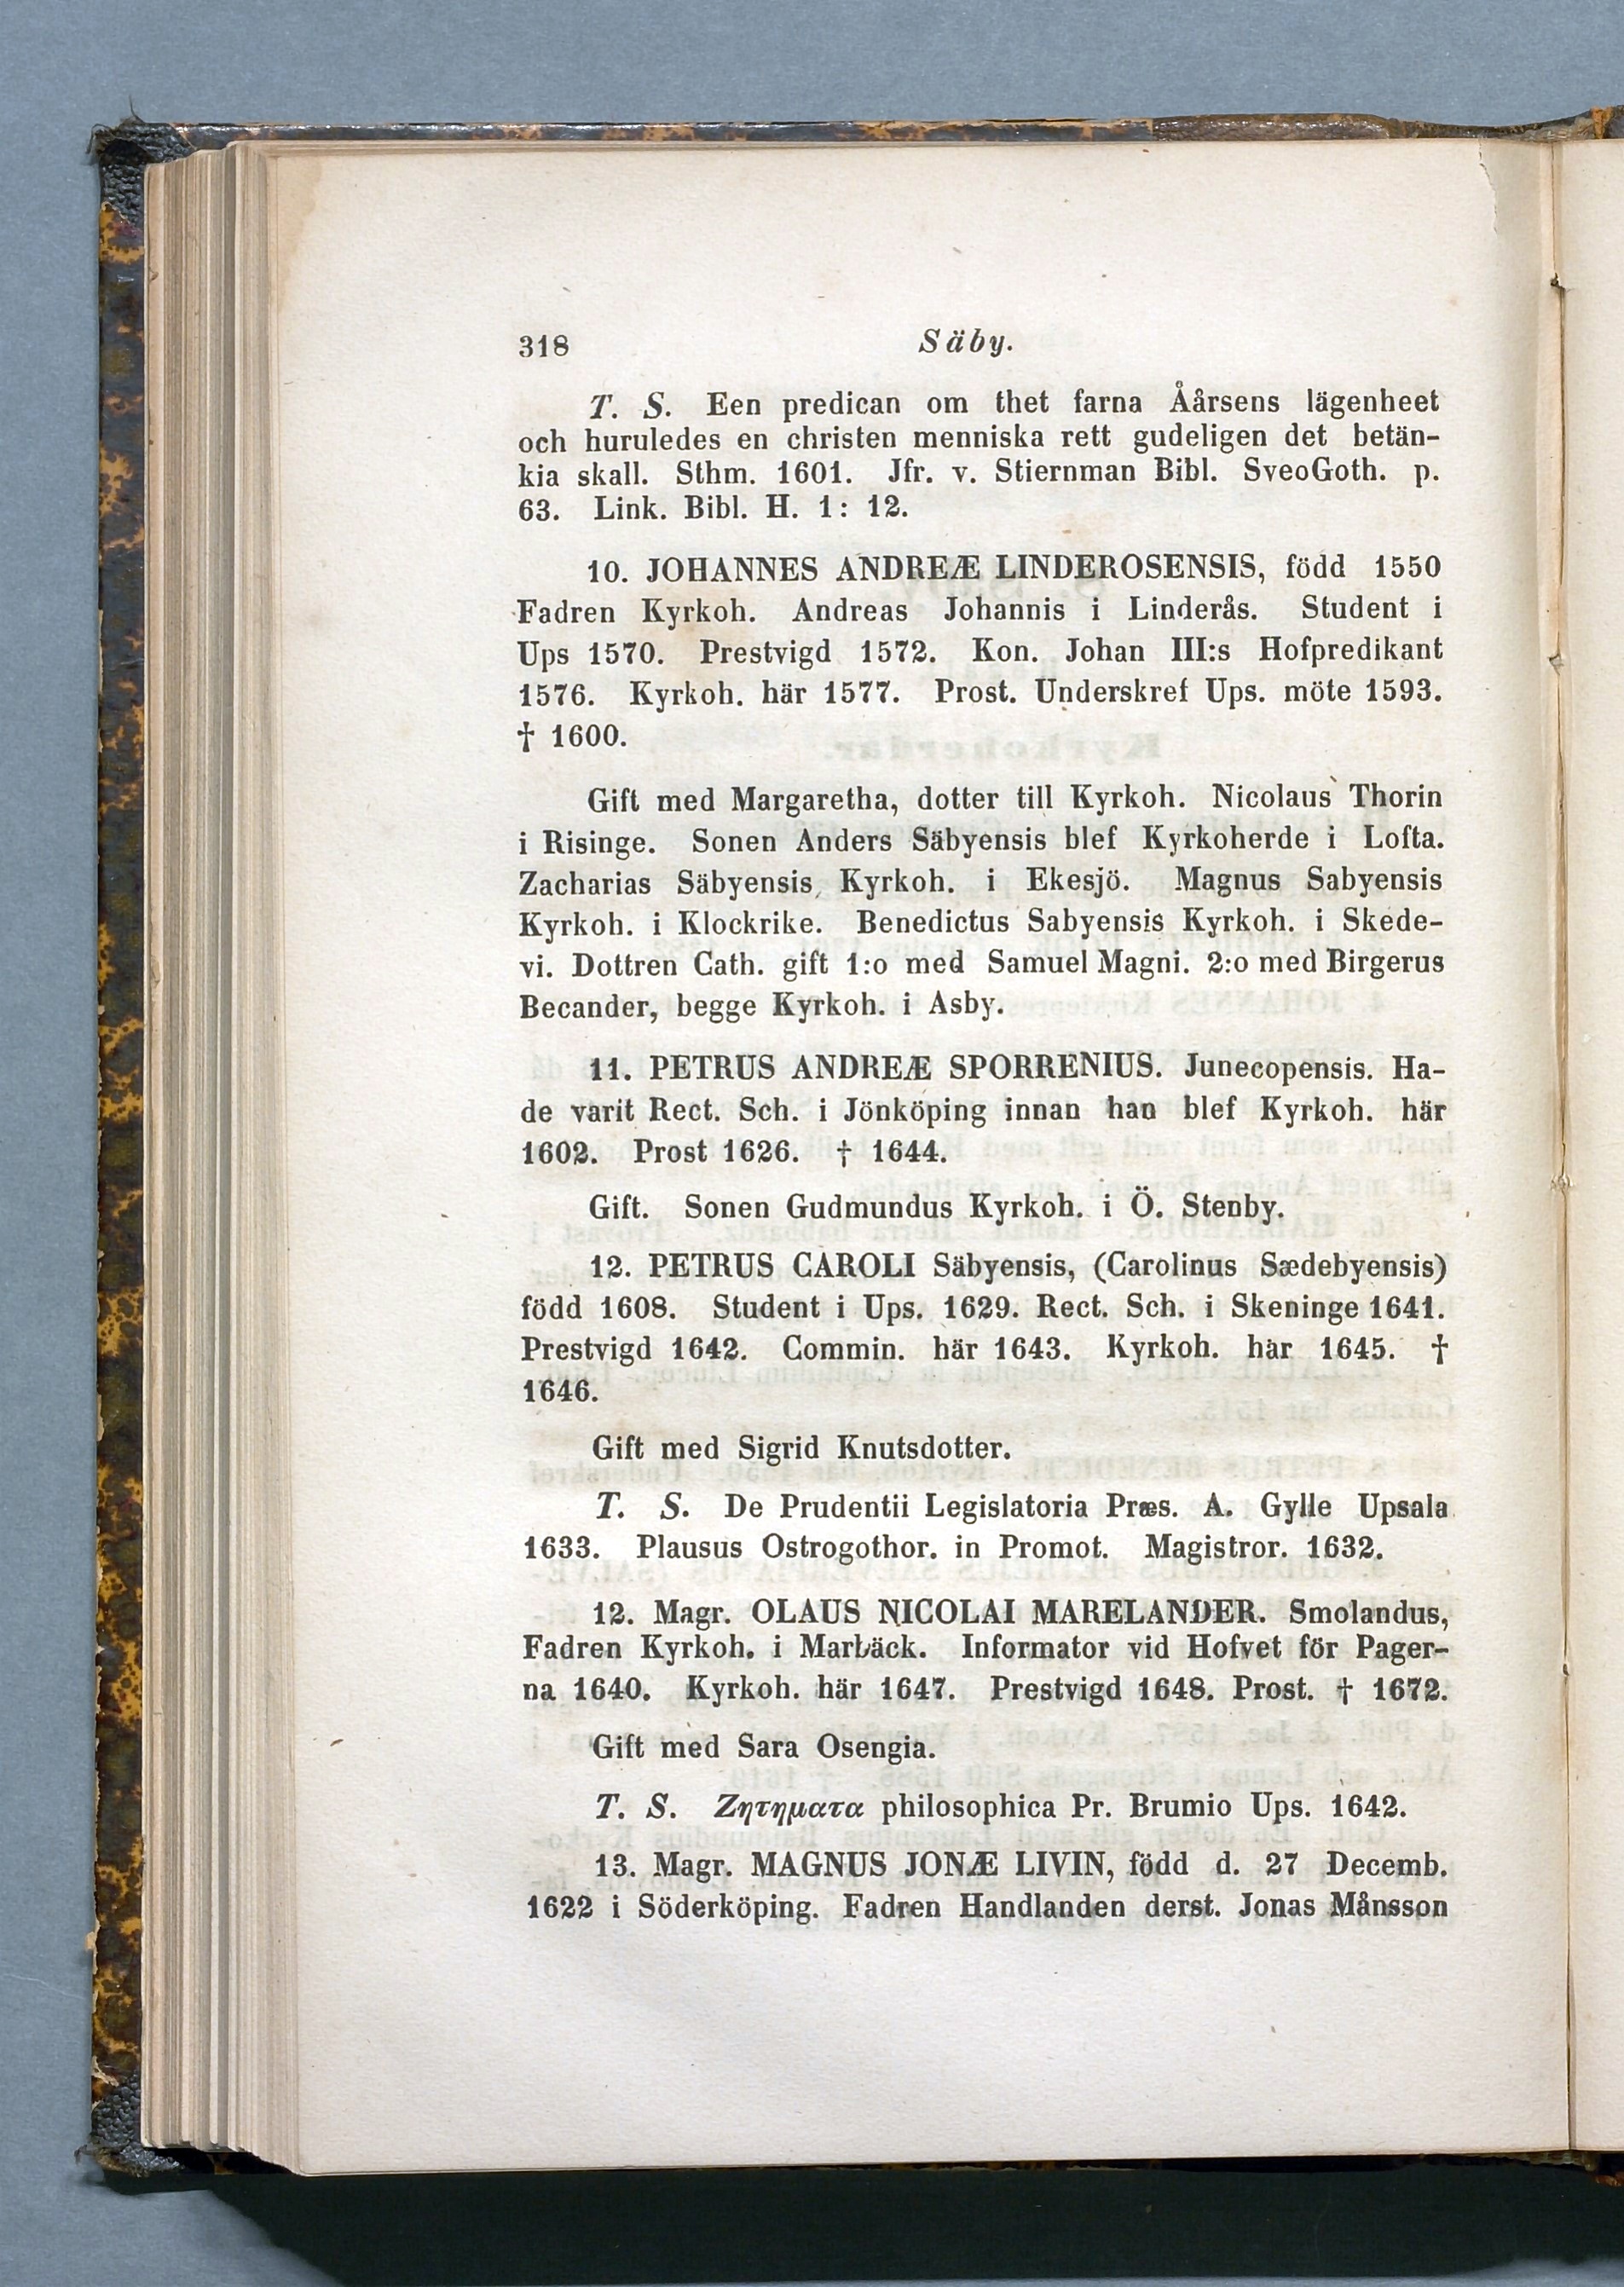 318 Säby.
T. S. Een predican om thet farna Åårsens lägenheet
och huruledes en christen menniska rett gudeligen det betän-
kia skall. Sthm. 1601. Jfr. v. Stiernman Bibl. SveoGoth. p.
63. Link. Bibl. H. 1: 12.
10. JOHANNES ANDREÆ LINDEROSENSIS, född 1550
Fadren Kyrkoh. Andreas Johannis i Linderås. Student i
Ups 1570. Prestvigd 1572. Kon. Johan III:s Hofpredikant
1576. Kyrkoh. här 1577. Prost. Underskref Ups. möte 1593.
† 1600.
Gift med Margaretha, dotter till Kyrkoh. Nicolaus Thorin
i Risinge. Sonen Anders Säbyensis blef Kyrkoherde i Lofta.
Zacharias Säbyensis, Kyrkoh. i Ekesjö. Magnus Sabyensis
Kyrkoh. i Klockrike. Benedictus Sabyensis Kyrkoh. i Skede-
vi. Dottren Cath. gift 1:o med Samuel Magni. 2:o med Birgerus
Becander, begge Kyrkoh. i Asby.
11. PETRUS ANDREÆ SPORRENIUS. Junecopensis. Ha-
de varit Rect. Sch. i Jönköping innan han blef Kyrkoh. här
1602. Prost 1626. † 1644.
Gift. Sonen Gudmundus Kyrkoh. i Ö. Stenby.
12. PETRUS CAROLI Säbyensis, (Carolinus Sædebyensis)
född 1608. Student i Ups. 1629. Rect. Sch. i Skeninge 1641.
Prestvigd 1642. Commin. här 1643. Kyrkoh. här 1645. †
1646.
Gift med Sigrid Knutsdotter.
T. S. De Prudentii Legislatoria Præs. A. Gylle Upsala
1633. Plausus Ostrogothor. in Promot. Magistror. 1632.
12. Magr. OLAUS NICOLAI MARELANDER. Smolandus,
Fadren Kyrkoh. i Marbäck. Informator vid Hofvet för Pager-
na 1640. Kyrkoh. här 1647. Prestvigd 1648. Prost. † 1672.
Gift med Sara Osengia.
T. S. Ζητηματα philosophica Pr. Brumio Ups. 1642.
13. Magr. MAGNUS JONÆ LIVIN, född d. 27 Decemb.
1622 i Söderköping. Fadren Handlanden derst. Jonas Månsson